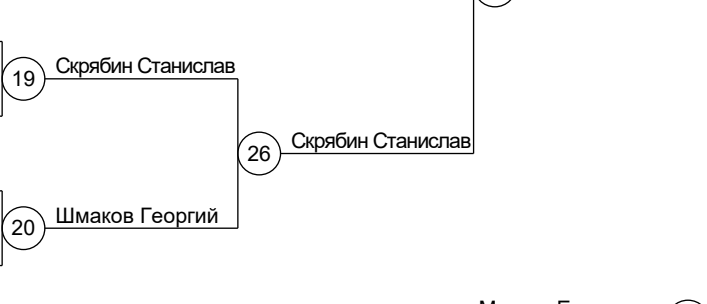 19 Скрябин Станислав
26 Скрябин Станислав
20 Шмаков Георгий